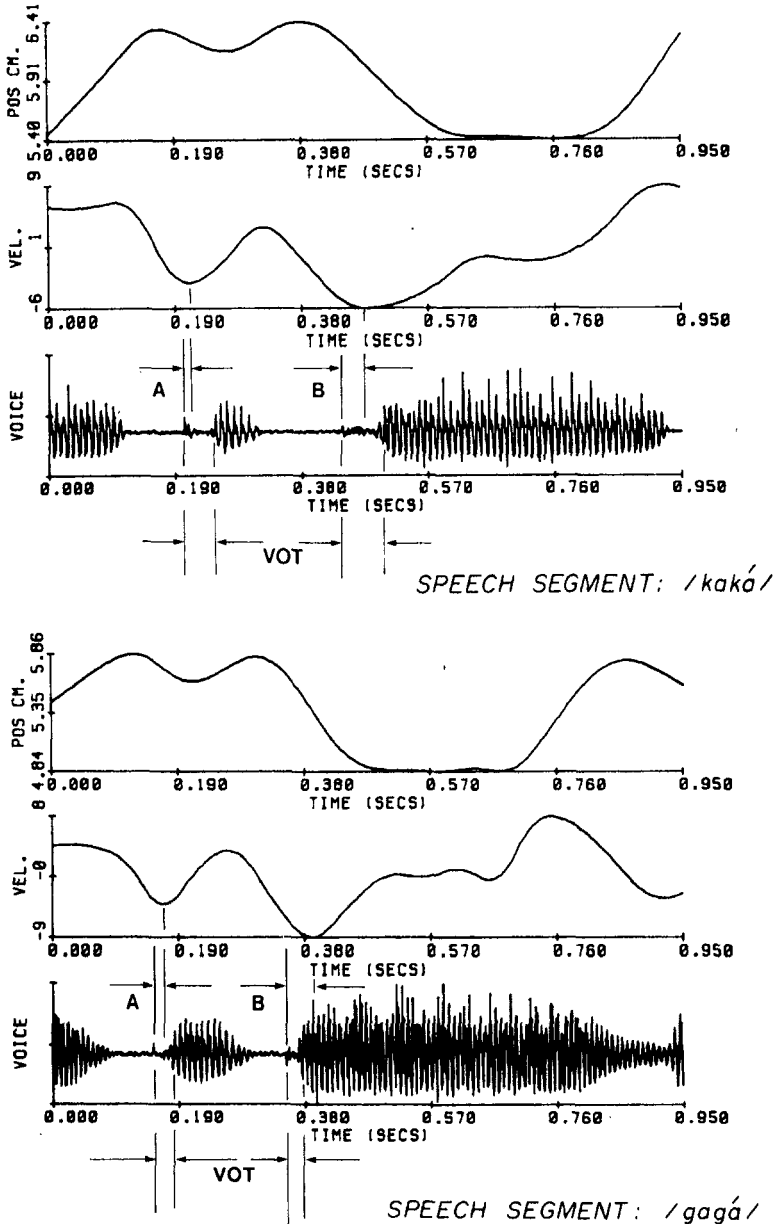 POS CM.
6.41
5.91
5.40
0.000 0.190 0.380 0.570 0.760 0.950
TIME (SECS)
VEL.
9
1
-6
0.000 0.190 0.380 0.570 0.760 0.950
TIME (SECS)
A B
VOICE
0.000 0.190 0.380 0.570 0.760 0.950
TIME (SECS)
VOT
SPEECH SEGMENT: /kaká/
POS CM.
5.86
5.35
4.84
0.000 0.190 0.380 0.570 0.760 0.950
TIME (SECS)
VEL.
8
-0
-9
0.000 0.190 0.380 0.570 0.760 0.950
TIME (SECS)
A B
VOICE
0.000 0.190 0.380 0.570 0.760 0.950
TIME (SECS)
VOT
SPEECH SEGMENT: /gagá/